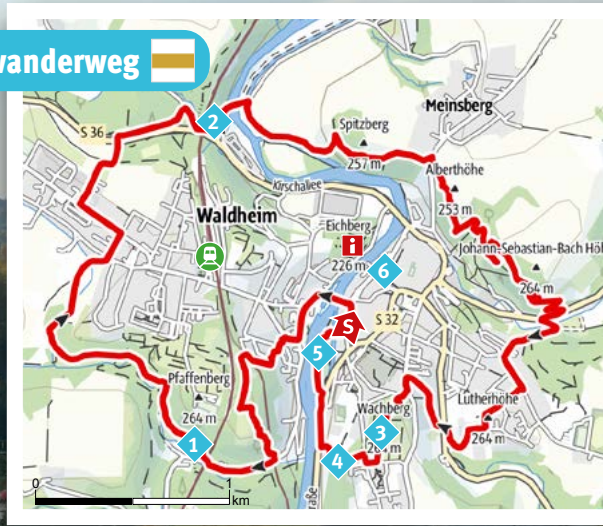 wanderweg
Meinsberg
S 36
2
Spitzberg
257 m
Kirschallee
Alberthöhe
253 m
Waldheim
Eichberg
i
226 m
6
Johann-Sebastian-Bach Höh
264 m
S
S 32
5
Pfaffenberg
264 m
Lutherhöhe
264 m
Wachberg
3
1
4
0
1
km